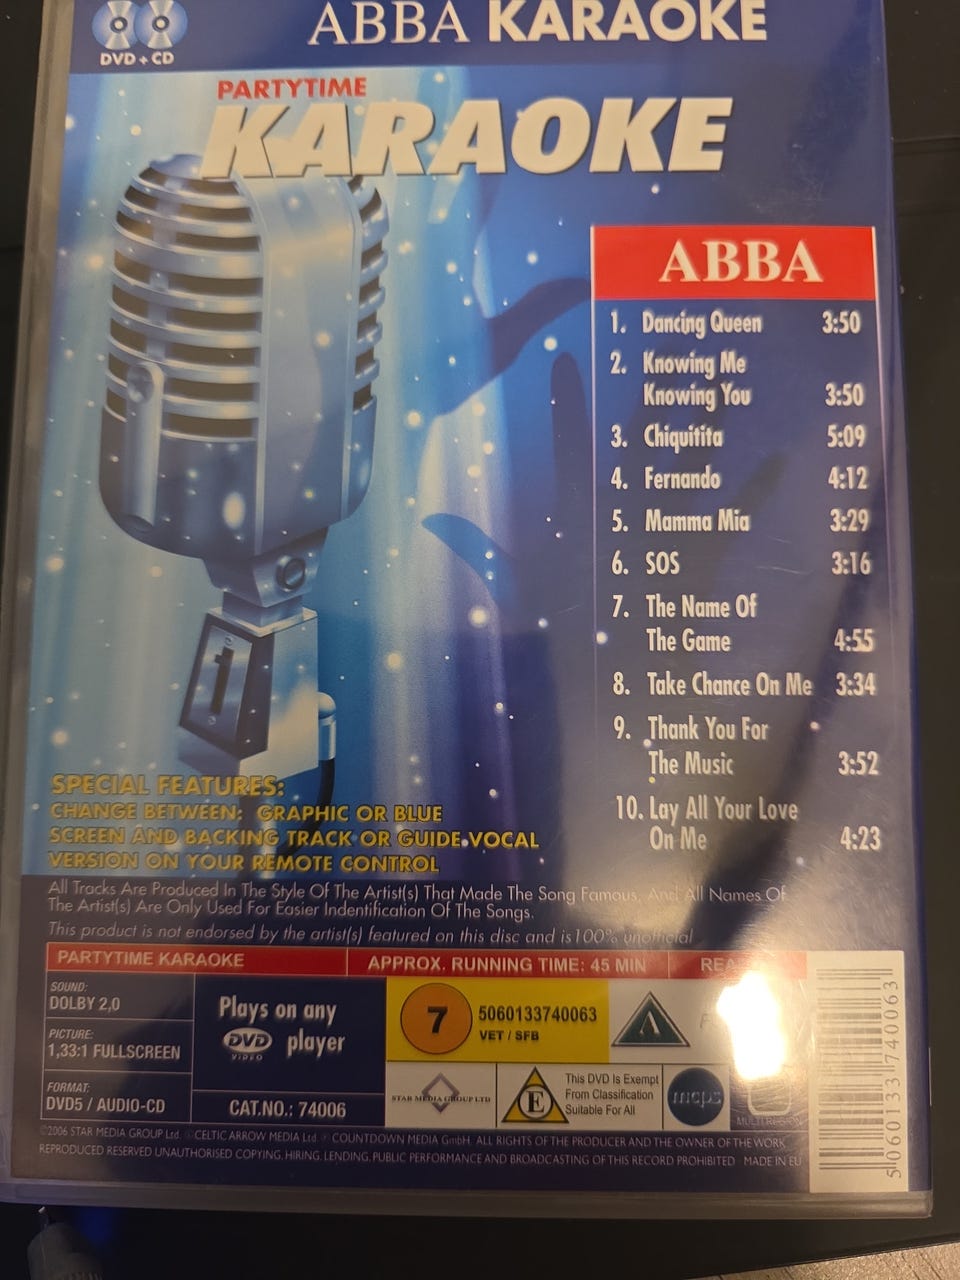 ABBA KARAOKE
DVD + CD
PARTYTIME
KARAOKE
ABBA
1. Dancing Queen 3:50
2. Knowing Me
Knowing You 3:50
3. Chiquitita 5:09
4. Fernando 4:12
5. Mamma Mia 3:29
6. SOS 3:16
7. The Name Of
The Game 4:55
8. Take Chance On Me 3:34
9. Thank You For
The Music 3:52
10. Lay All Your Love
On Me 4:23
SPECIAL FEATURES:
CHANGE BETWEEN: GRAPHIC OR BLUE
SCREEN AND BACKING TRACK OR GUIDE VOCAL
VERSION ON YOUR REMOTE CONTROL
All Tracks Are Produced In The Style Of The Artist(s) That Made The Song Famous, And All Names Of
The Artist(s) Are Only Used For Easier Indentification Of The Songs.
This product is not endorsed by the artist(s) featured on this disc and is 100% unofficial
PARTYTIME KARAOKE
APPROX. RUNNING TIME: 45 MIN
SOUND:
DOLBY 2,0
PICTURE:
1,33:1 FULLSCREEN
FORMAT:
DVD5 / AUDIO-CD
Plays on any
DVD VIDEO player
CAT.NO.: 74006
7
5060133740063
VET / SFB
A
STAR MEDIA GROUP LTD
E
This DVD Is Exempt
From Classification
Suitable For All
mcps
MULTI REGION
©2006 STAR MEDIA GROUP Ltd. CELTIC ARROW MEDIA Ltd COUNTDOWN MEDIA GmbH. ALL RIGHTS OF THE PRODUCER AND THE OWNER OF THE WORK
REPRODUCED RESERVED UNAUTHORISED COPYING, HIRING, LENDING, PUBLIC PERFORMANCE AND BROADCASTING OF THIS RECORD PROHIBITED · MADE IN EU
5060133740063